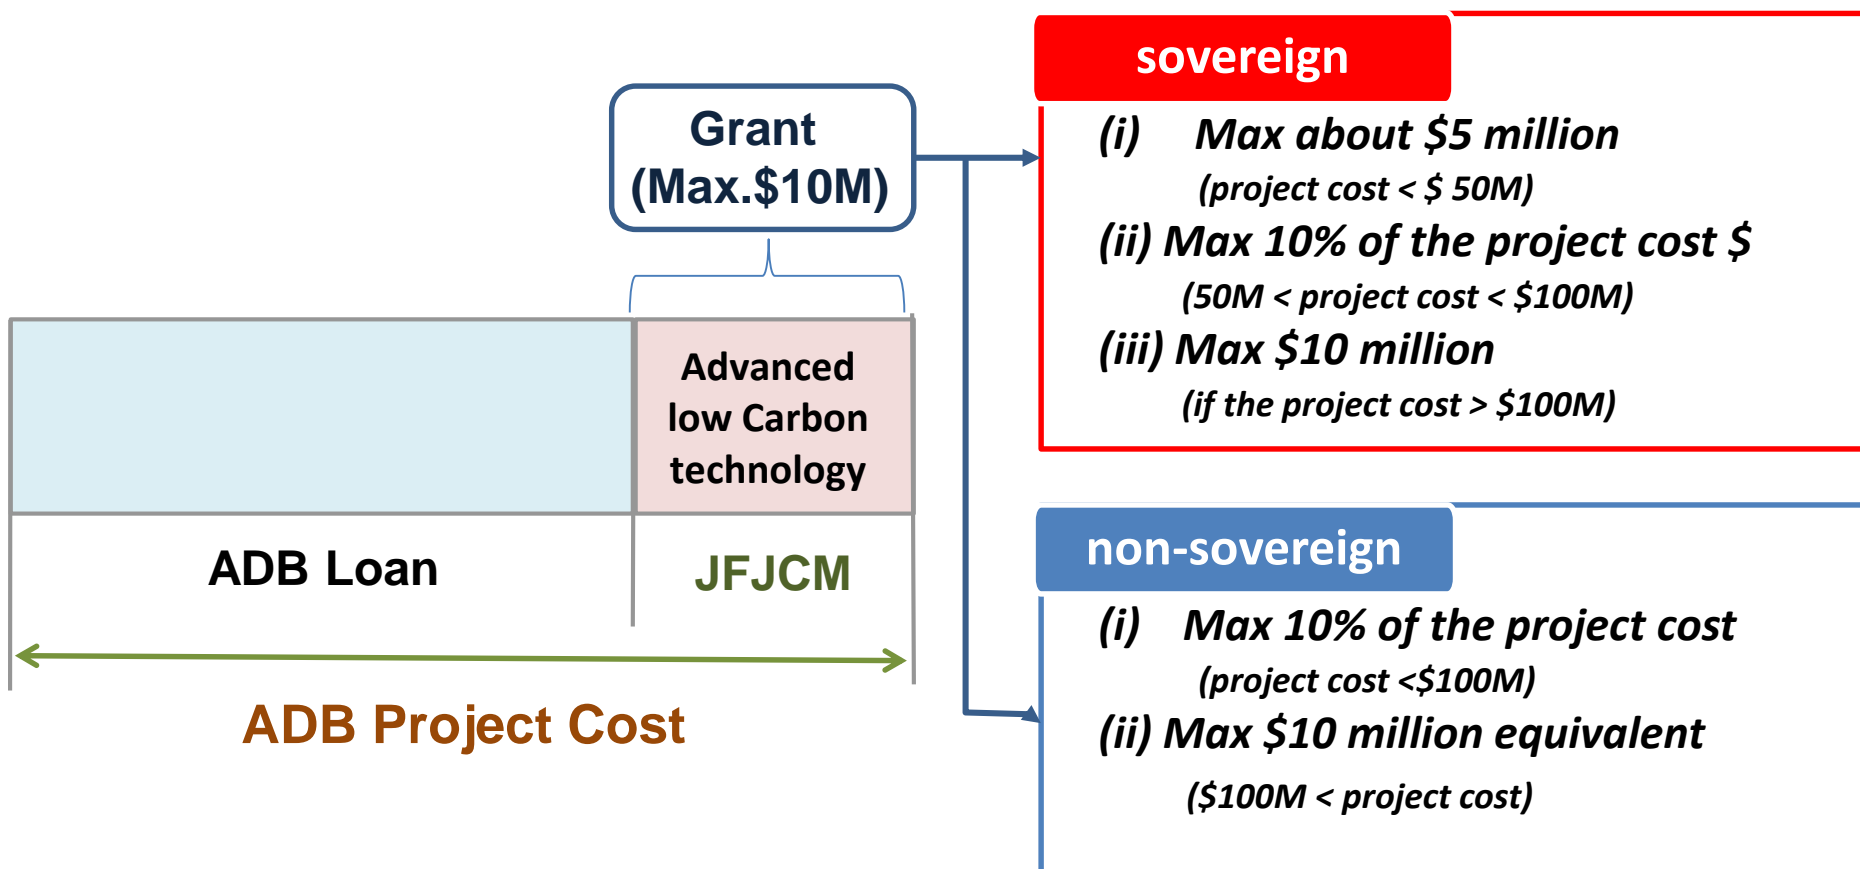 Grant
(Max.$10M)
Advanced
low Carbon
technology
ADB Loan
JFJCM
ADB Project Cost
sovereign
(i) Max about $5 million
(project cost < $ 50M)
(ii) Max 10% of the project cost $
(50M < project cost < $100M)
(iii) Max $10 million
(if the project cost > $100M)
non-sovereign
(i) Max 10% of the project cost
(project cost <$100M)
(ii) Max $10 million equivalent
($100M < project cost)